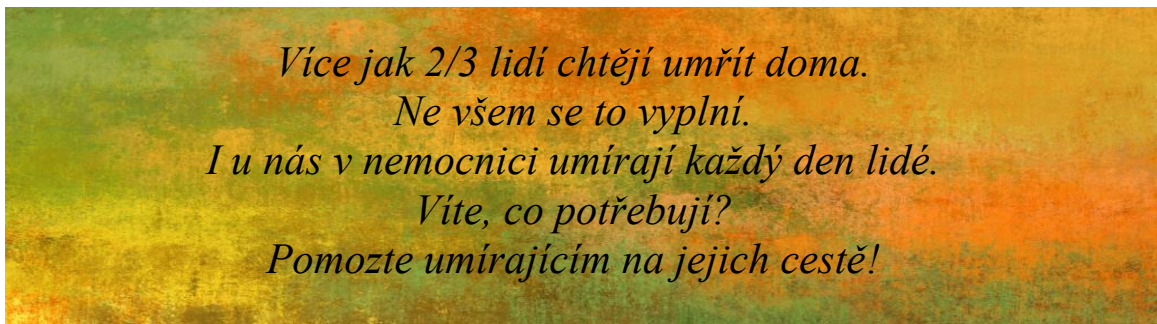 Více jak 2/3 lidí chtějí umřít doma.
Ne všem se to vyplní.
I u nás v nemocnici umírají každý den lidé.
Víte, co potřebují?
Pomozte umírajícím na jejich cestě!